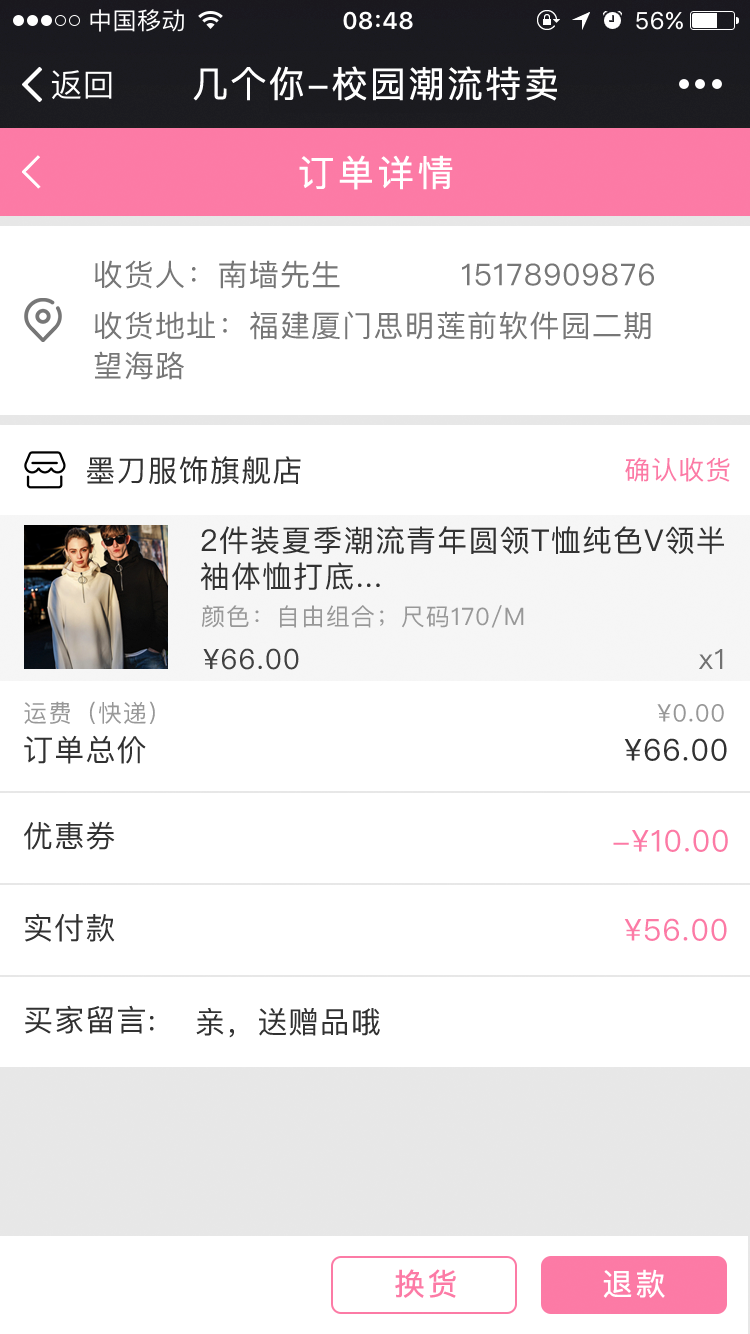 中国移动 08:48 56%
返回 几个你-校园潮流特卖
订单详情
收货人：南墙先生 15178909876
收货地址：福建厦门思明莲前软件园二期
望海路
墨刀服饰旗舰店 确认收货
2件装夏季潮流青年圆领T恤纯色V领半
袖体恤打底...
颜色：自由组合；尺码170/M
¥66.00 x1
运费（快递） ¥0.00
订单总价 ¥66.00
优惠券 -¥10.00
实付款 ¥56.00
买家留言: 亲，送赠品哦
换货 退款